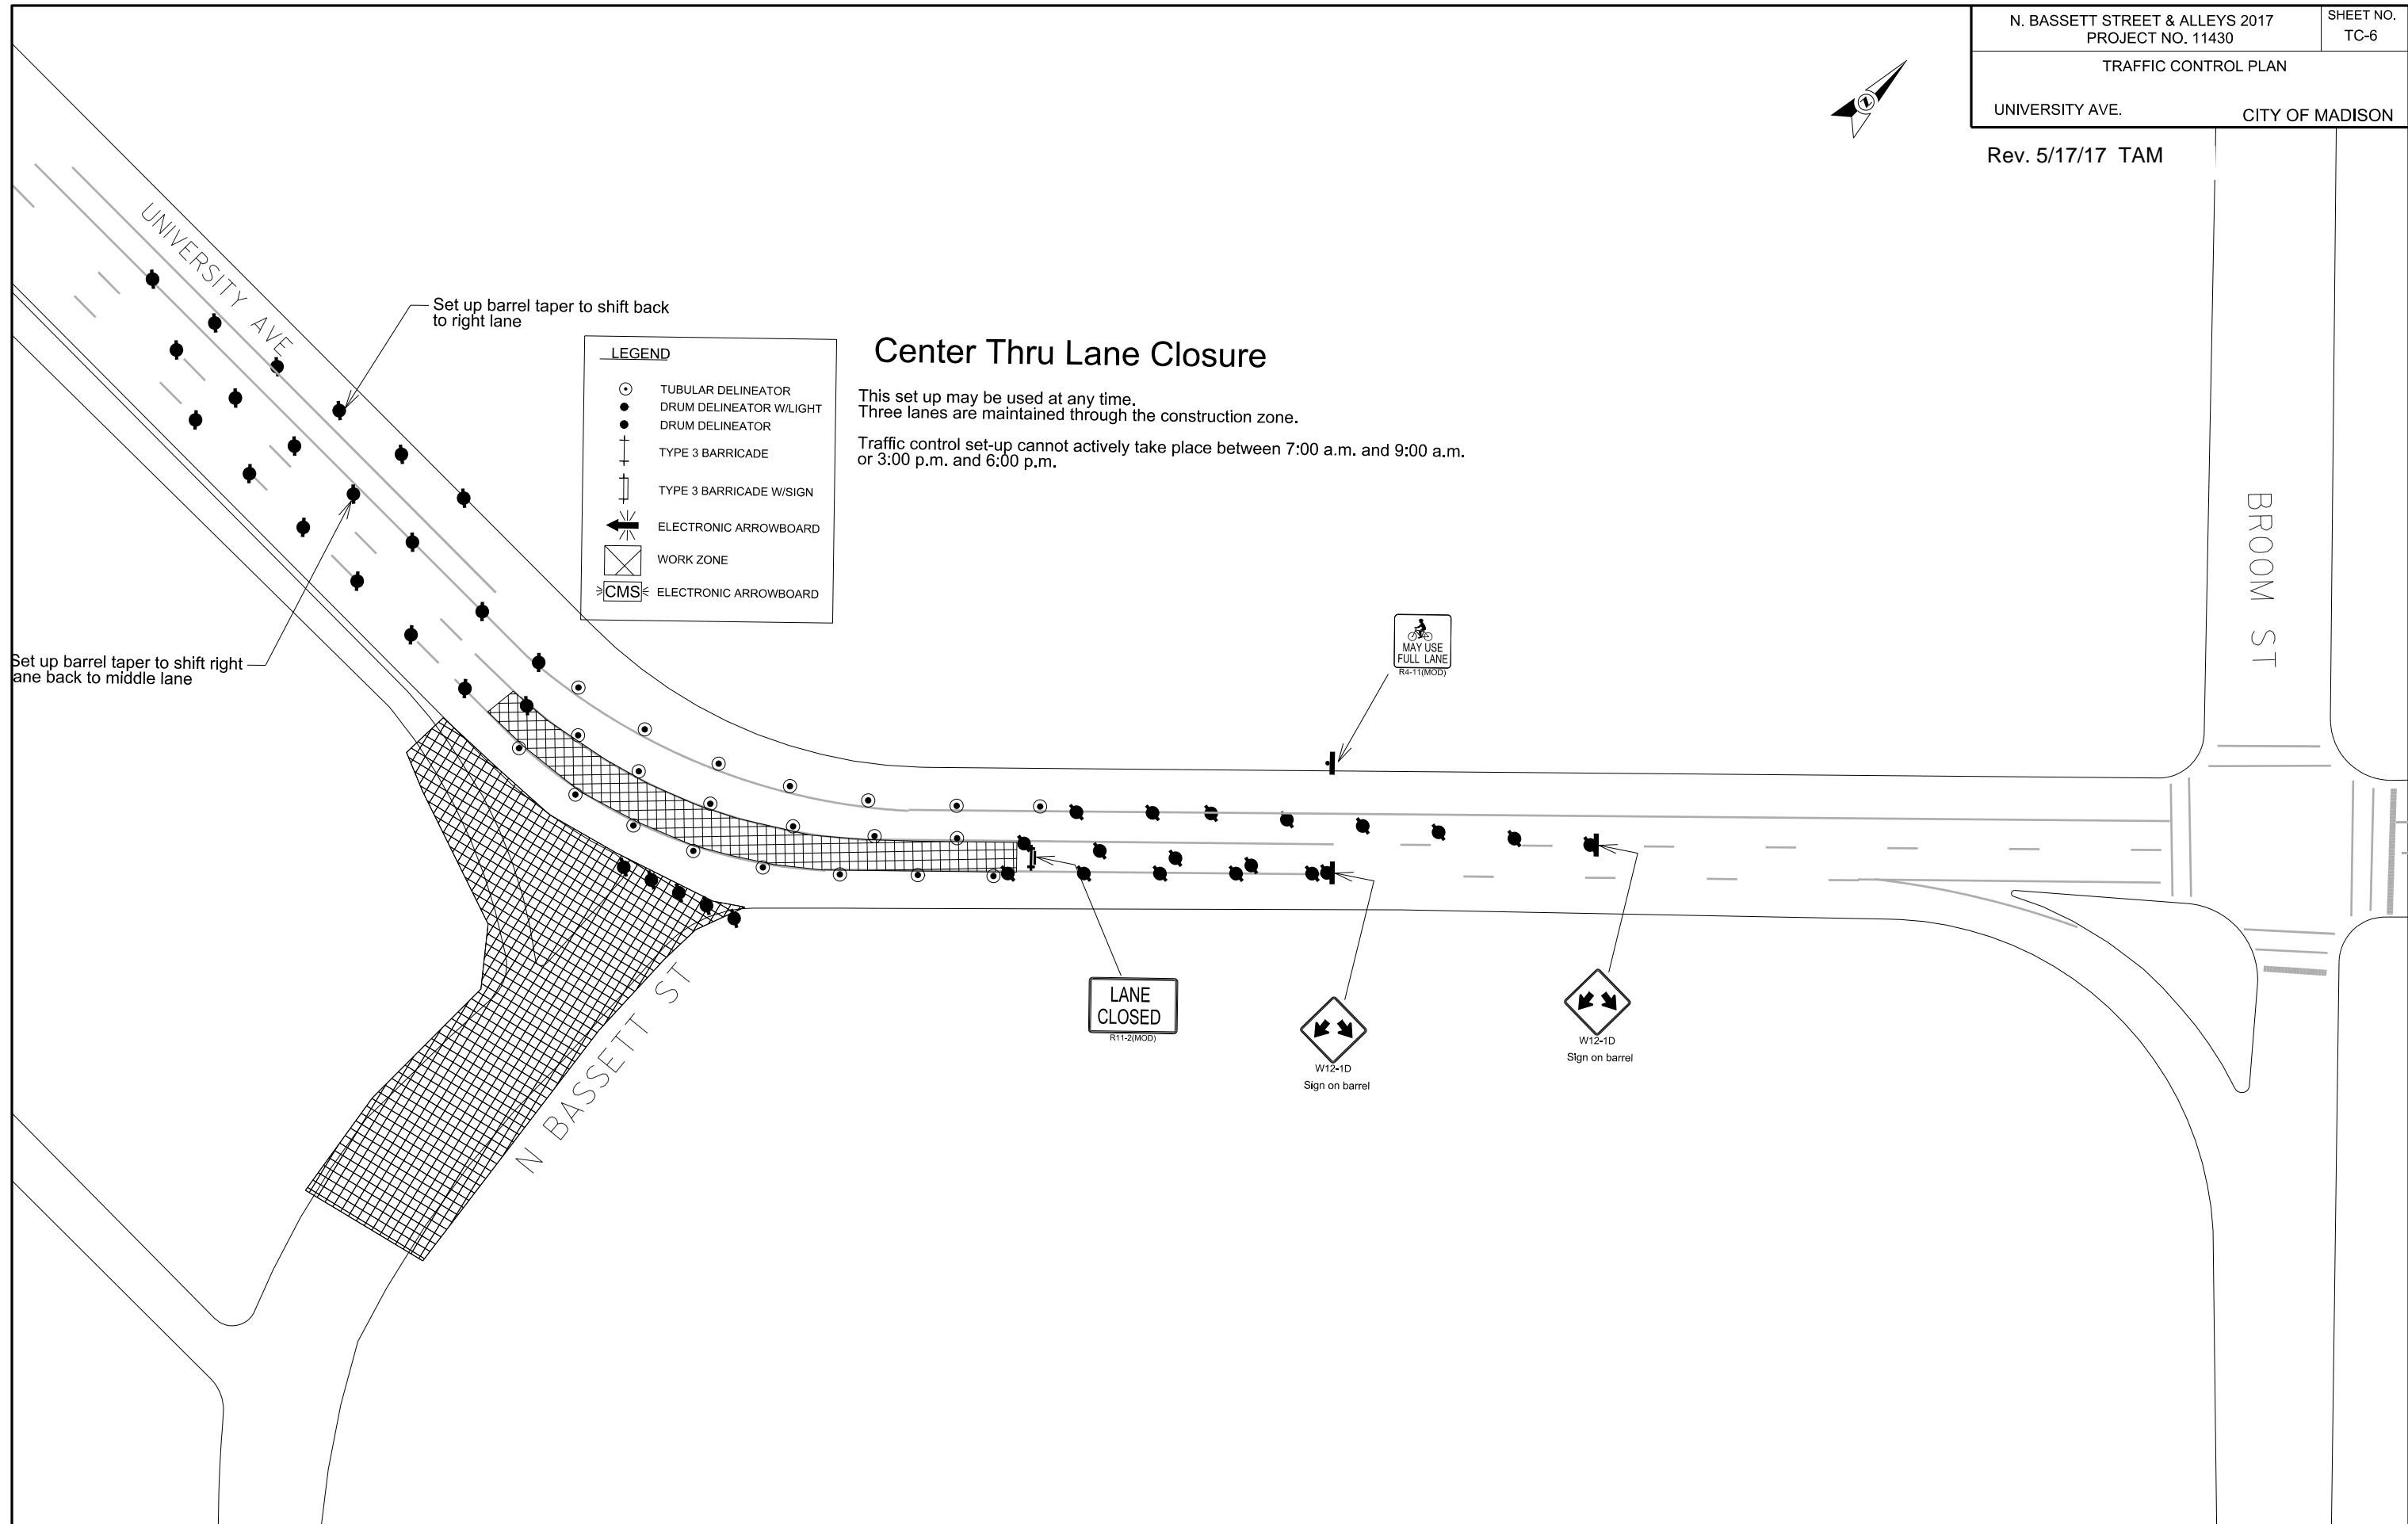 N. BASSETT STREET & ALLEYS 2017
PROJECT NO. 11430
SHEET NO.
TC-6
TRAFFIC CONTROL PLAN
UNIVERSITY AVE.
CITY OF MADISON
Rev. 5/17/17 TAM
UNIVERSITY AVE
Set up barrel taper to shift back
to right lane
LEGEND
TUBULAR DELINEATOR
DRUM DELINEATOR W/LIGHT
DRUM DELINEATOR
TYPE 3 BARRICADE
TYPE 3 BARRICADE W/SIGN
ELECTRONIC ARROWBOARD
WORK ZONE
CMS ELECTRONIC ARROWBOARD
Center Thru Lane Closure
This set up may be used at any time.
Three lanes are maintained through the construction zone.
Traffic control set-up cannot actively take place between 7:00 a.m. and 9:00 a.m.
or 3:00 p.m. and 6:00 p.m.
BROOM ST
Set up barrel taper to shift right
ane back to middle lane
MAY USE
FULL LANE
R4-11(MOD)
N BASSETT ST
LANE
CLOSED
R11-2(MOD)
W12-1D
Sign on barrel
W12-1D
Sign on barrel